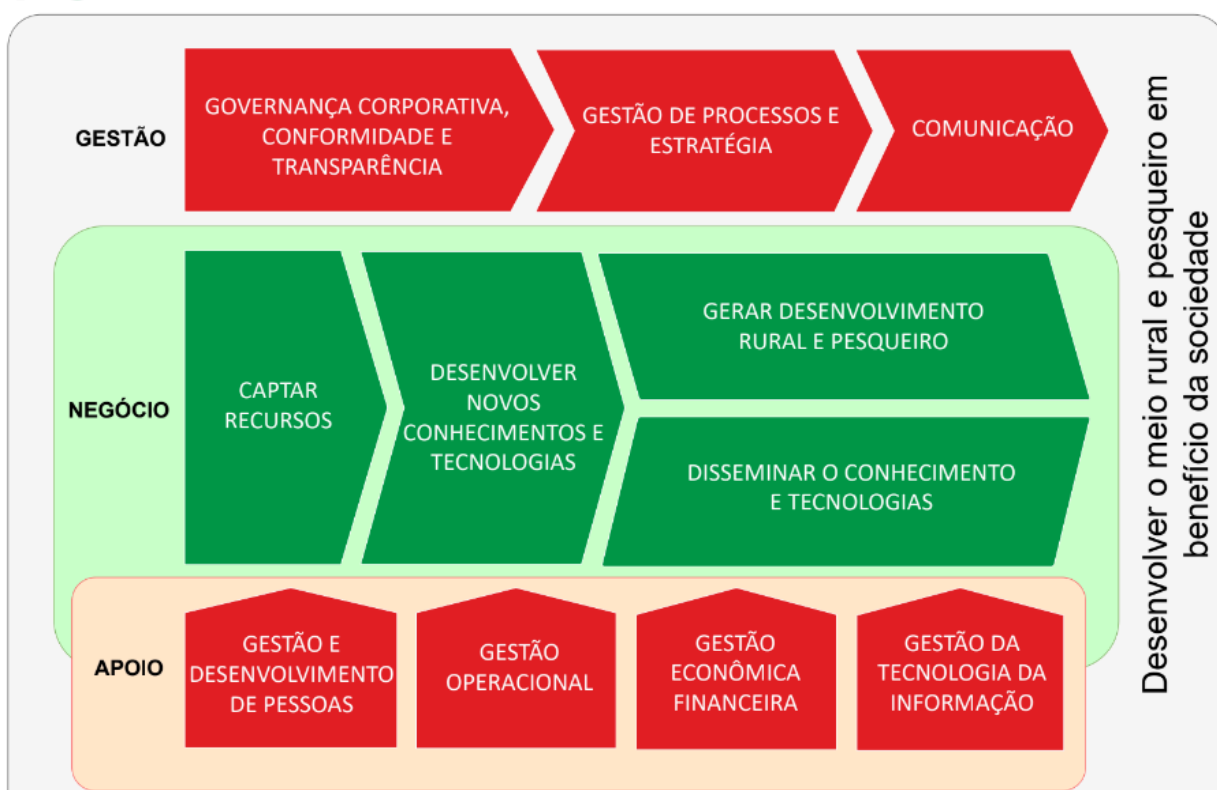 GESTÃO
GOVERNANÇA CORPORATIVA,
CONFORMIDADE E
TRANSPARÊNCIA
GESTÃO DE PROCESSOS E
ESTRATÉGIA
COMUNICAÇÃO
NEGÓCIO
CAPTAR
RECURSOS
DESENVOLVER
NOVOS
CONHECIMENTOS E
TECNOLOGIAS
GERAR DESENVOLVIMENTO
RURAL E PESQUEIRO
DISSEMINAR O CONHECIMENTO
E TECNOLOGIAS
APOIO
GESTÃO E
DESENVOLVIMENTO
DE PESSOAS
GESTÃO
OPERACIONAL
GESTÃO
ECONÔMICA
FINANCEIRA
GESTÃO DA
TECNOLOGIA DA
INFORMAÇÃO
Desenvolver o meio rural e pesqueiro em
benefício da sociedade